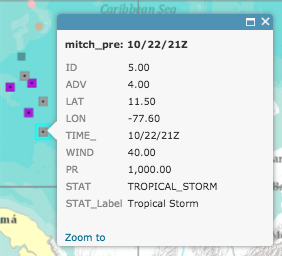 Caribbean Sea
mitch_pre: 10/22/21Z
ID 5.00
ADV 4.00
LAT 11.50
LON -77.60
TIME_ 10/22/21Z
WIND 40.00
PR 1,000.00
STAT TROPICAL_STORM
STAT_Label Tropical Storm
má
Zoom to